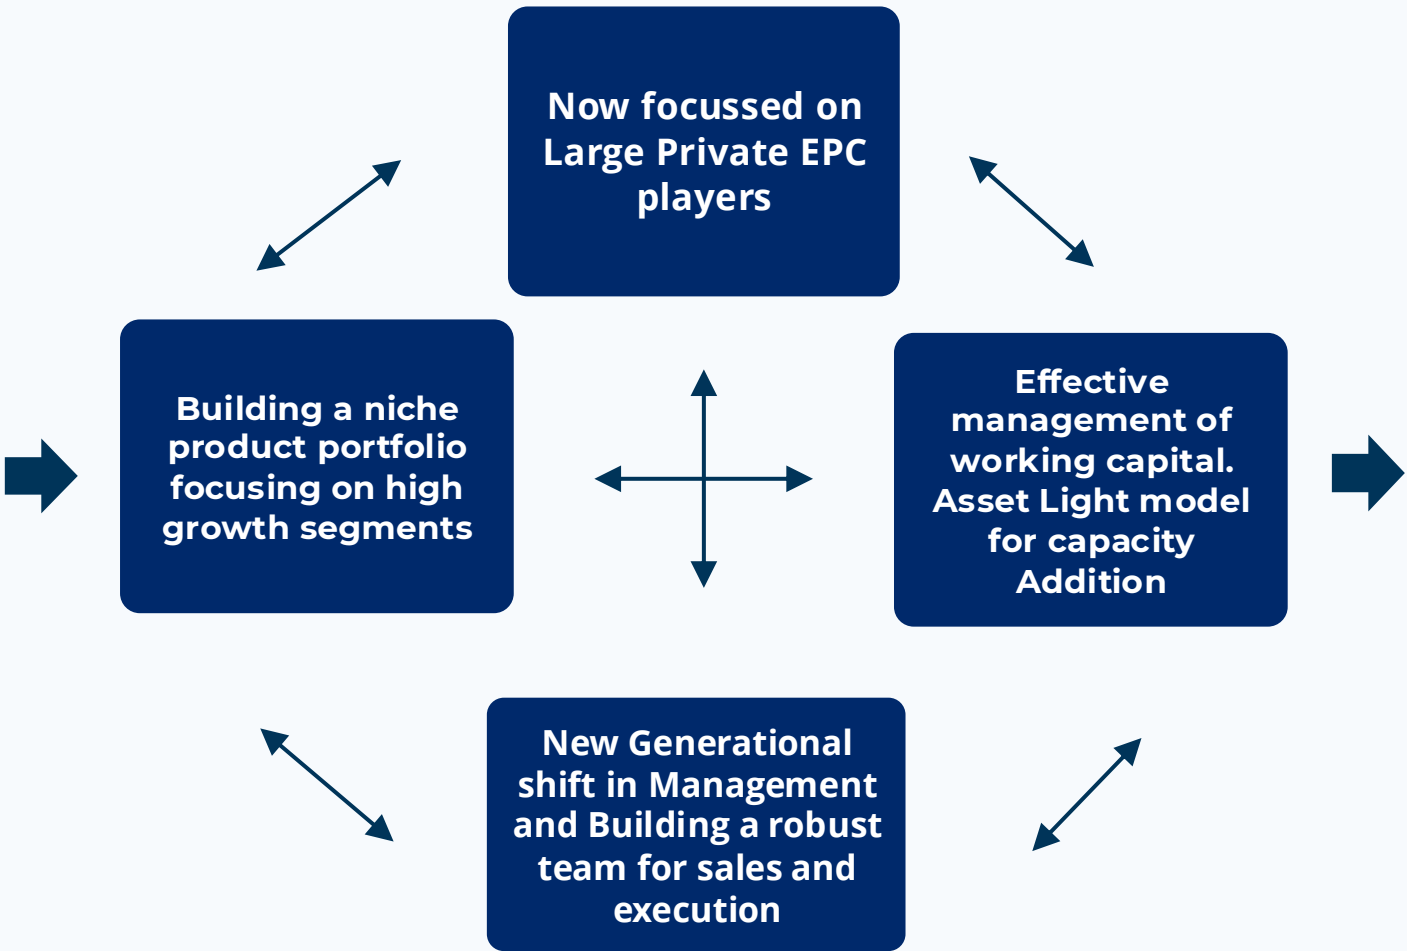 Now focussed on
Large Private EPC
players
Building a niche
product portfolio
focusing on high
growth segments
Effective
management of
working capital.
Asset Light model
for capacity
Addition
New Generational
shift in Management
and Building a robust
team for sales and
execution